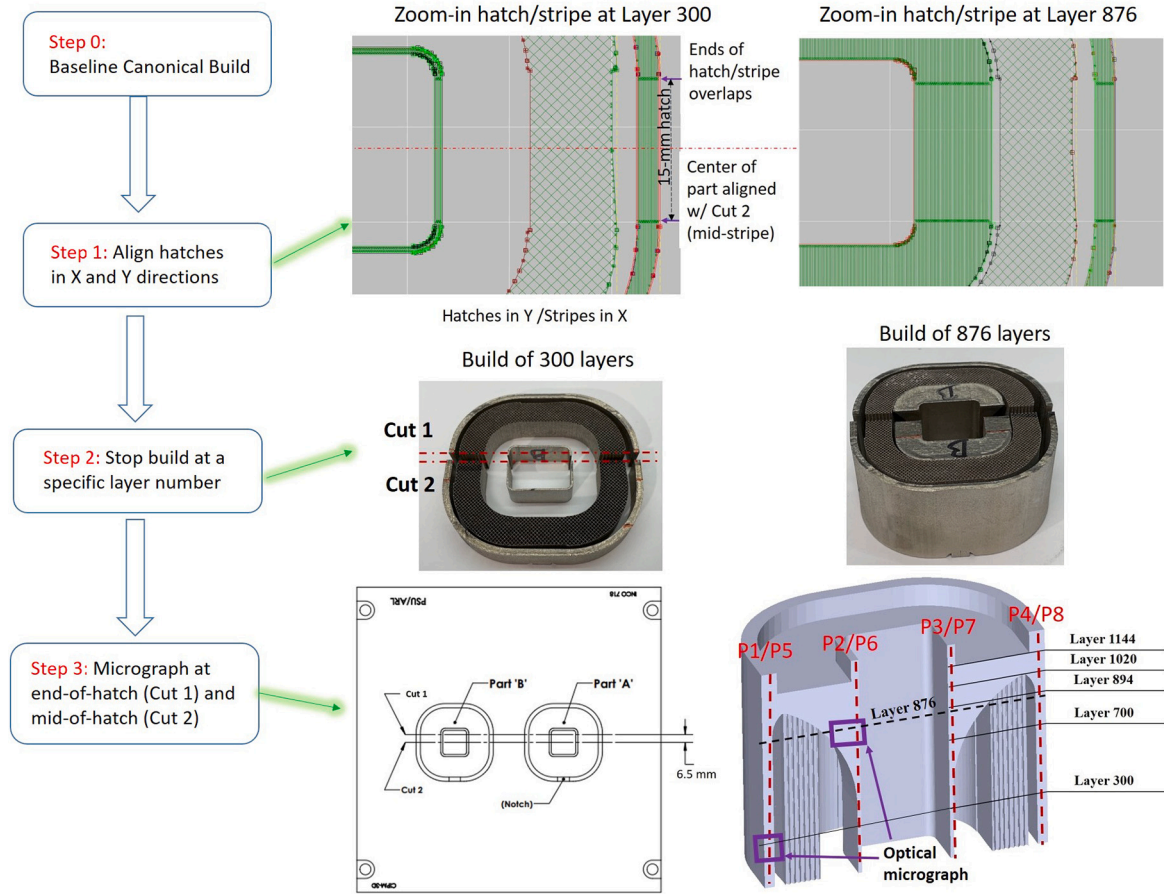 Step 0:
Baseline Canonical Build
Step 1: Align hatches
in X and Y directions
Step 2: Stop build at a
specific layer number
Step 3: Micrograph at
end-of-hatch (Cut 1) and
mid-of-hatch (Cut 2)
Zoom-in hatch/stripe at Layer 300
Ends of
hatch/stripe
overlaps
15-mm hatch
Center of
part aligned
w/ Cut 2
(mid-stripe)
Hatches in Y /Stripes in X
Zoom-in hatch/stripe at Layer 876
Build of 300 layers
Cut 1
Cut 2
B
Build of 876 layers
B
B
PSU/ARL
INCO 718
Cut 1
Part 'B'
Part 'A'
Cut 2
(Notch)
6.5 mm
CIPM-3D
P1/P5
P2/P6
P3/P7
P4/P8
Layer 1144
Layer 1020
Layer 894
Layer 876
Layer 700
Layer 300
Optical
micrograph